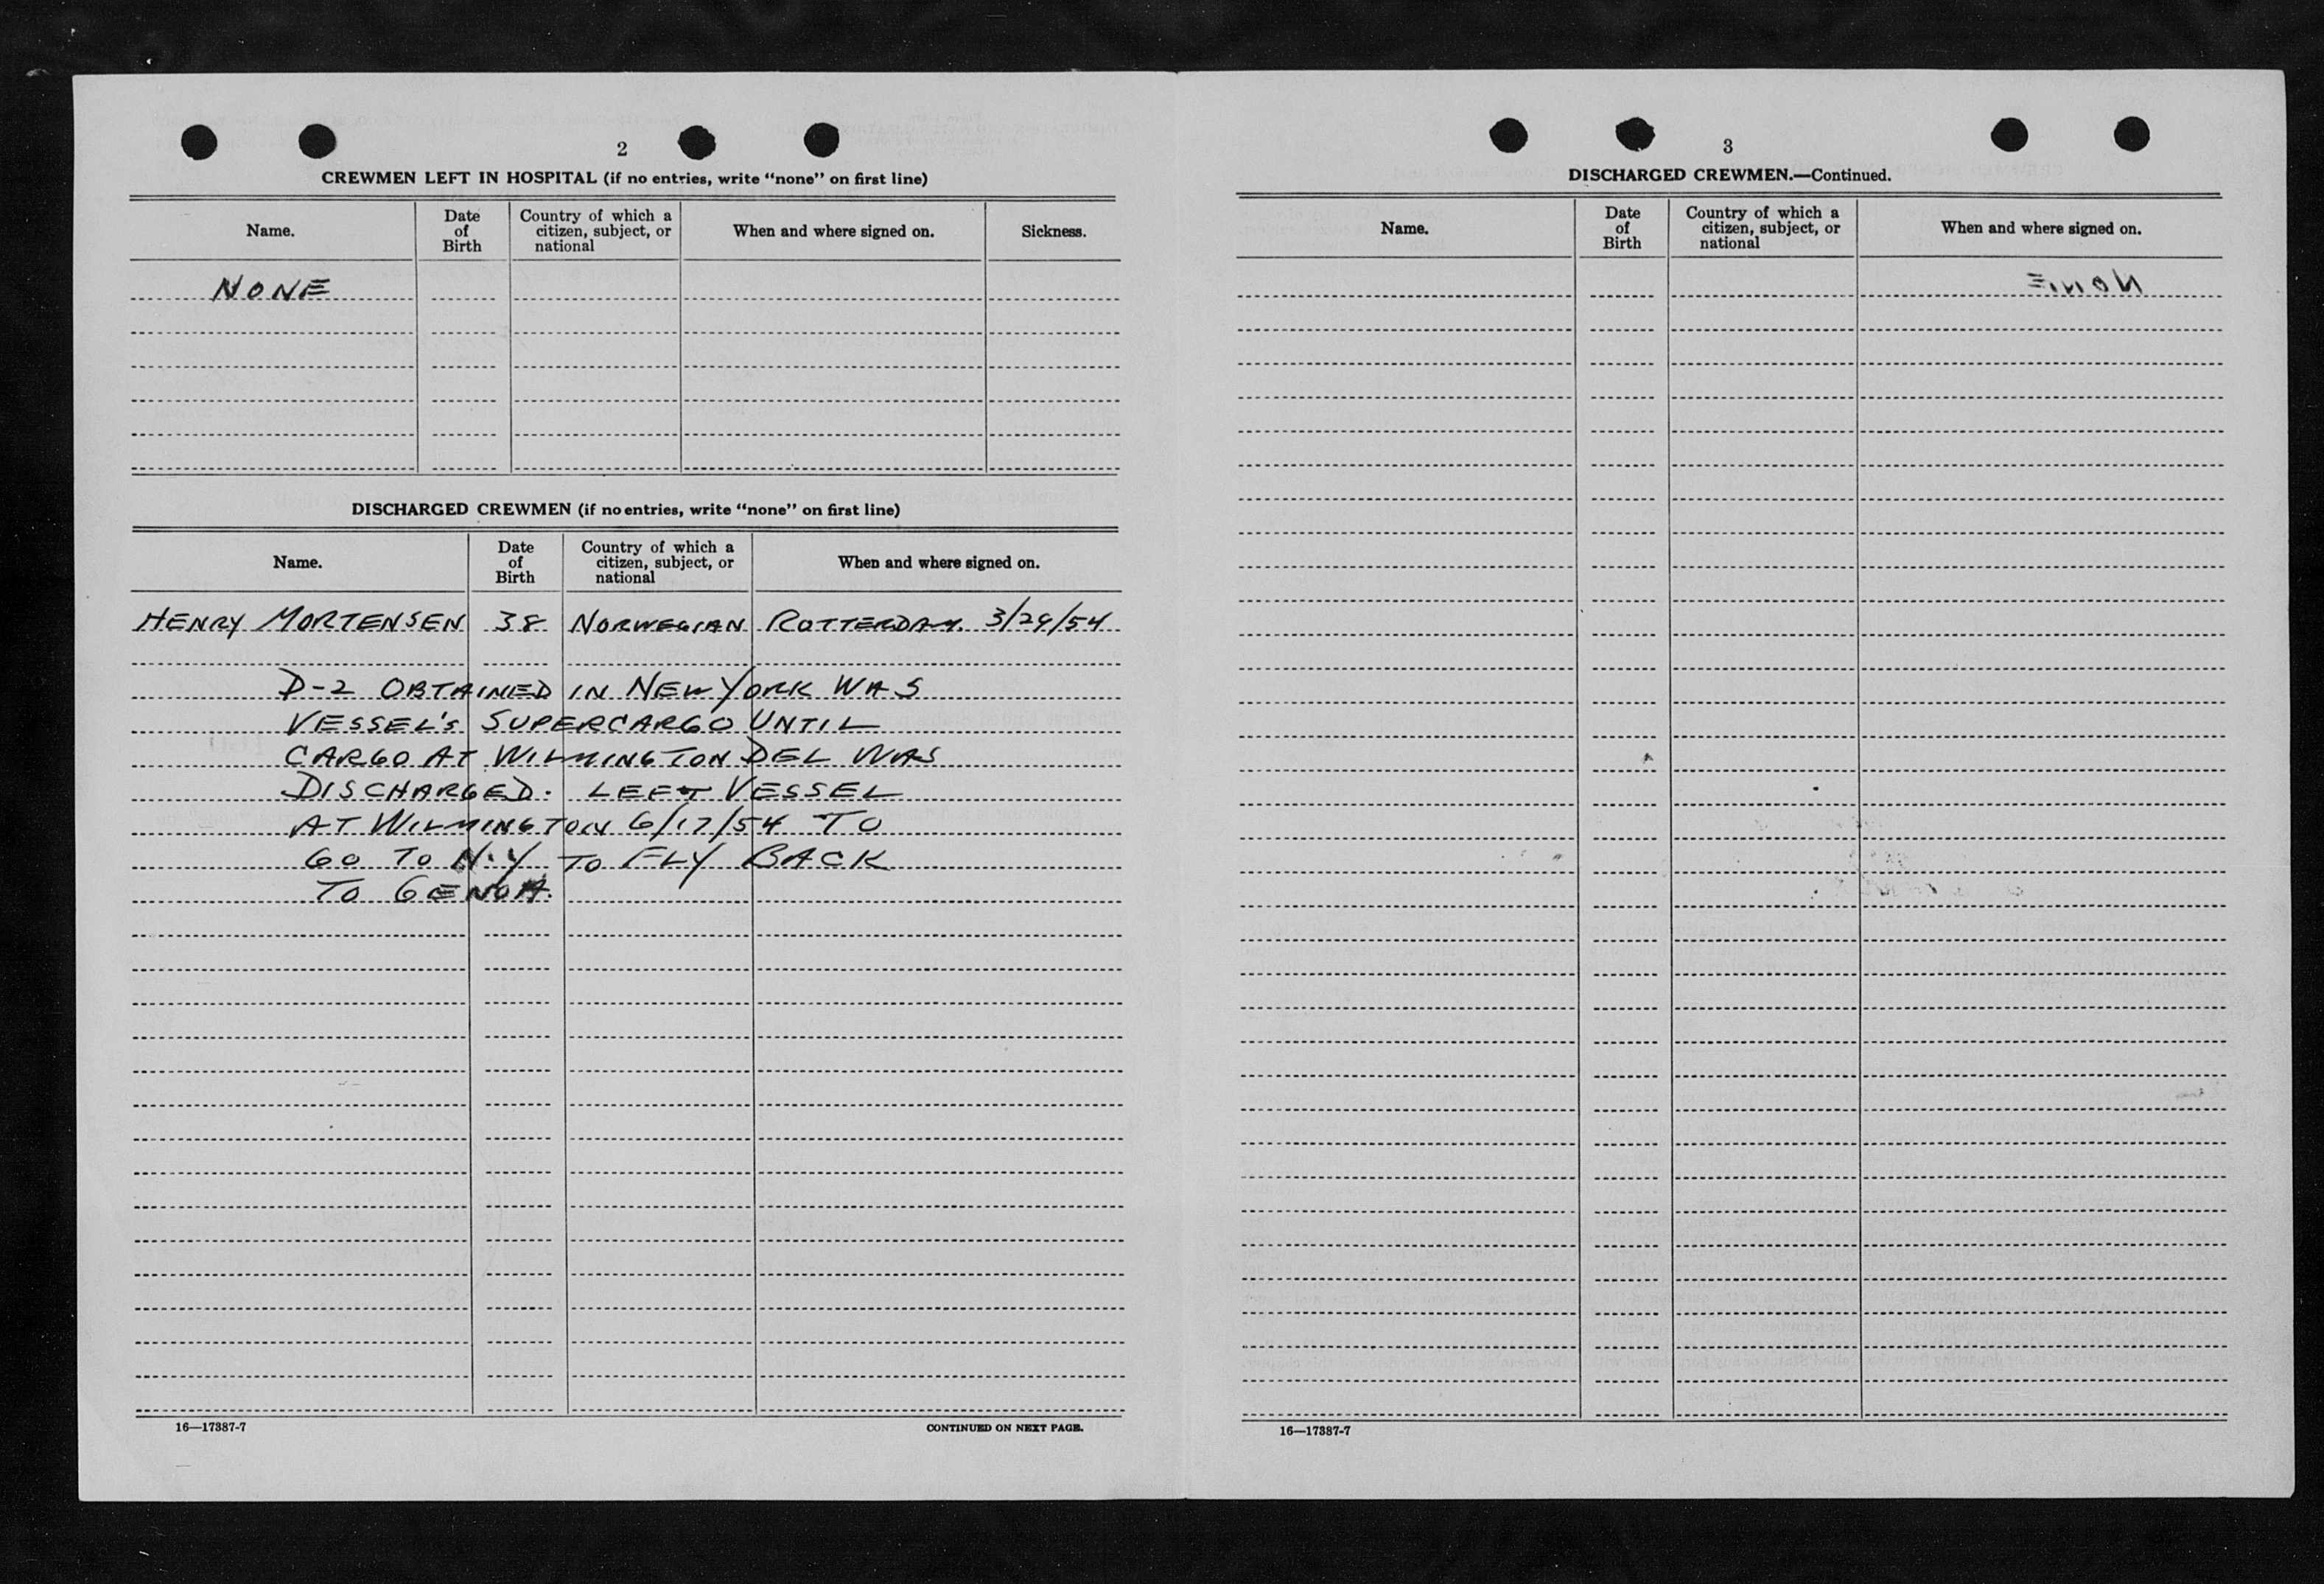 2
CREWMEN LEFT IN HOSPITAL (if no entries, write "none" on first line)
Name.
Date of Birth
Country of which a citizen, subject, or national
When and where signed on.
Sickness.
NONE
DISCHARGED CREWMEN (if no entries, write "none" on first line)
Name.
Date of Birth
Country of which a citizen, subject, or national
When and where signed on.
HENRY MORTENSEN 38 NORWEGIAN ROTTERDAM. 3/29/54
D-2 OBTAINED IN NEW YORK WAS
VESSEL'S SUPERCARGO UNTIL
CARGO AT WILMINGTON DEL WAS
DISCHARGED. LEFT VESSEL
AT WILMINGTON 6/17/54 TO
GO TO N.Y TO FLY BACK
TO GENOA.
16—17387-7
CONTINUED ON NEXT PAGE.
3
DISCHARGED CREWMEN.—Continued.
Name.
Date of Birth
Country of which a citizen, subject, or national
When and where signed on.
NONE
16—17387-7